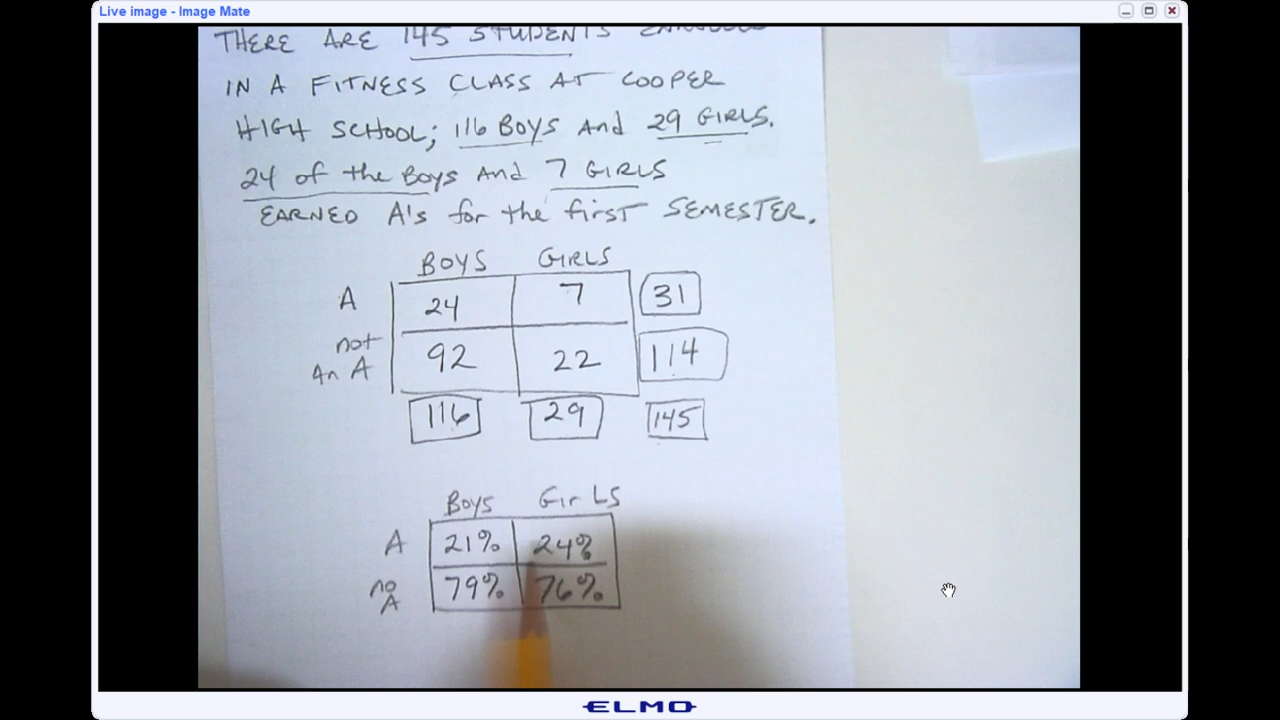 Live image - Image Mate
THERE ARE 145 STUDENTS
IN A FITNESS CLASS AT COOPER
HIGH SCHOOL; 116 BOYS And 29 GIRLS.
24 of the Boys And 7 GIRLS
EARNED A's for the first SEMESTER.
BOYS GIRLS
A 24 7 31
not
An A 92 22 114
116 29 145
Boys GirLS
A 21% 24%
no
A 79% 76%
ELMO